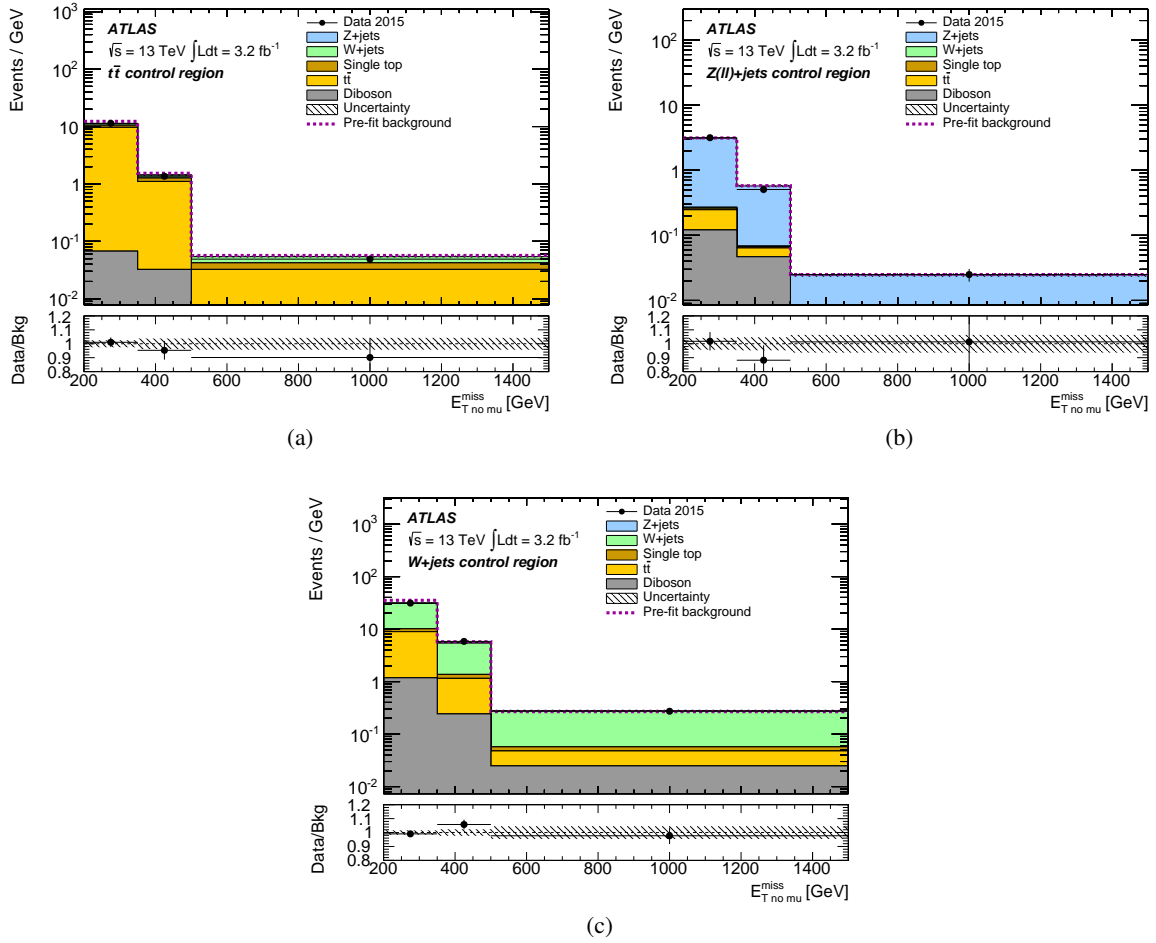 Events / GeV
10³
10²
10
1
10⁻¹
10⁻²
ATLAS
√s = 13 TeV ∫Ldt = 3.2 fb⁻¹
tt̄ control region
Data 2015
Z+jets
W+jets
Single top
tt̄
Diboson
Uncertainty
Pre-fit background
Data/Bkg
1.2
1.1
1
0.9
0.8
200 400 600 800 1000 1200 1400
E_T no mu^miss [GeV]
(a)
Events / GeV
10²
10
1
10⁻¹
10⁻²
ATLAS
√s = 13 TeV ∫Ldt = 3.2 fb⁻¹
Z(ll)+jets control region
Data 2015
Z+jets
W+jets
Single top
tt̄
Diboson
Uncertainty
Pre-fit background
Data/Bkg
1.2
1.1
1
0.9
0.8
200 400 600 800 1000 1200 1400
E_T no mu^miss [GeV]
(b)
Events / GeV
10³
10²
10
1
10⁻¹
10⁻²
ATLAS
√s = 13 TeV ∫Ldt = 3.2 fb⁻¹
W+jets control region
Data 2015
Z+jets
W+jets
Single top
tt̄
Diboson
Uncertainty
Pre-fit background
Data/Bkg
1.2
1.1
1
0.9
0.8
200 400 600 800 1000 1200 1400
E_T no mu^miss [GeV]
(c)